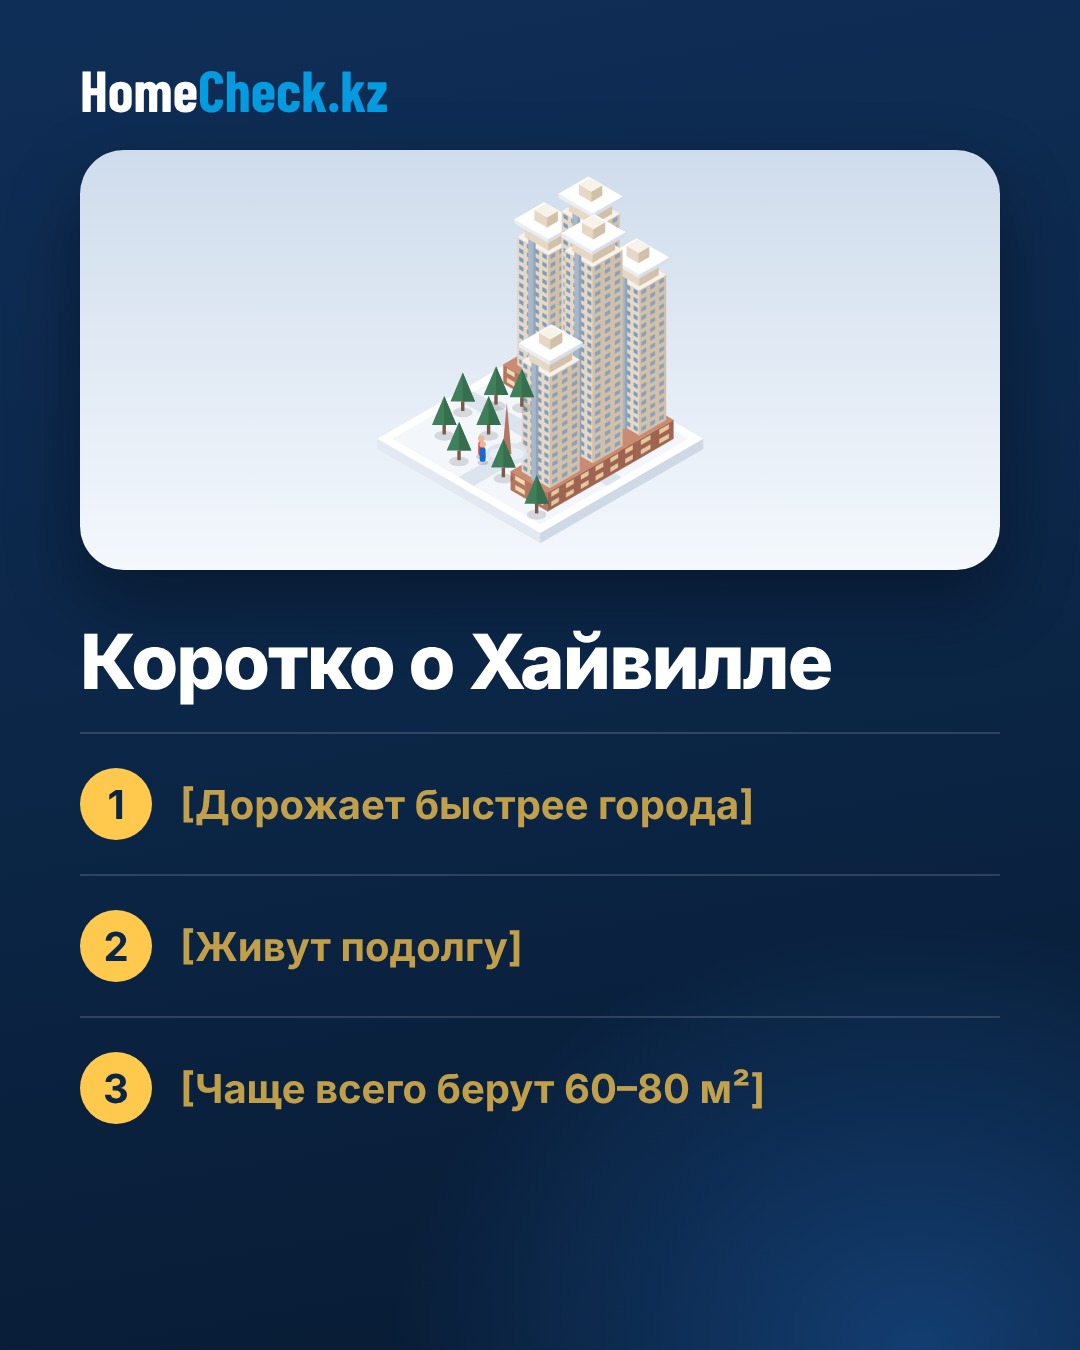 HomeCheck.kz
Коротко о Хайвилле
1 [Дорожает быстрее города]
2 [Живут подолгу]
3 [Чаще всего берут 60–80 м²]